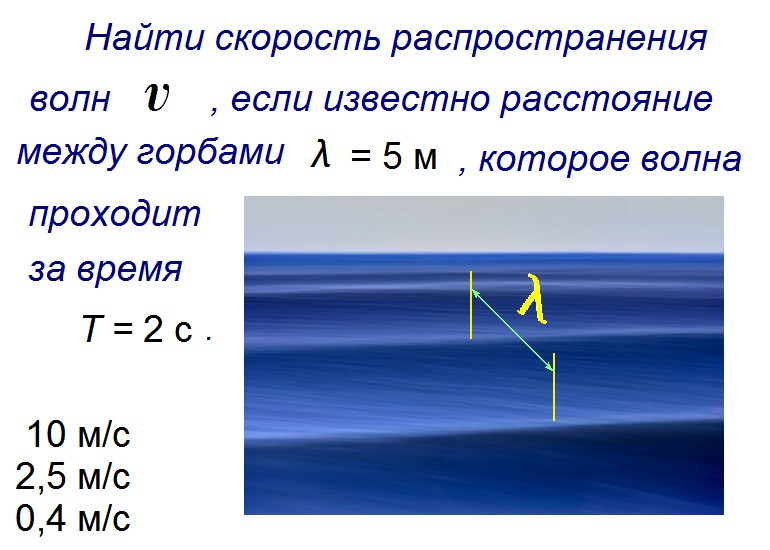 Найти скорость распространения
волн v , если известно расстояние
между горбами λ = 5 м , которое волна
проходит
за время
T = 2 с .
λ
10 м/с
2,5 м/с
0,4 м/с